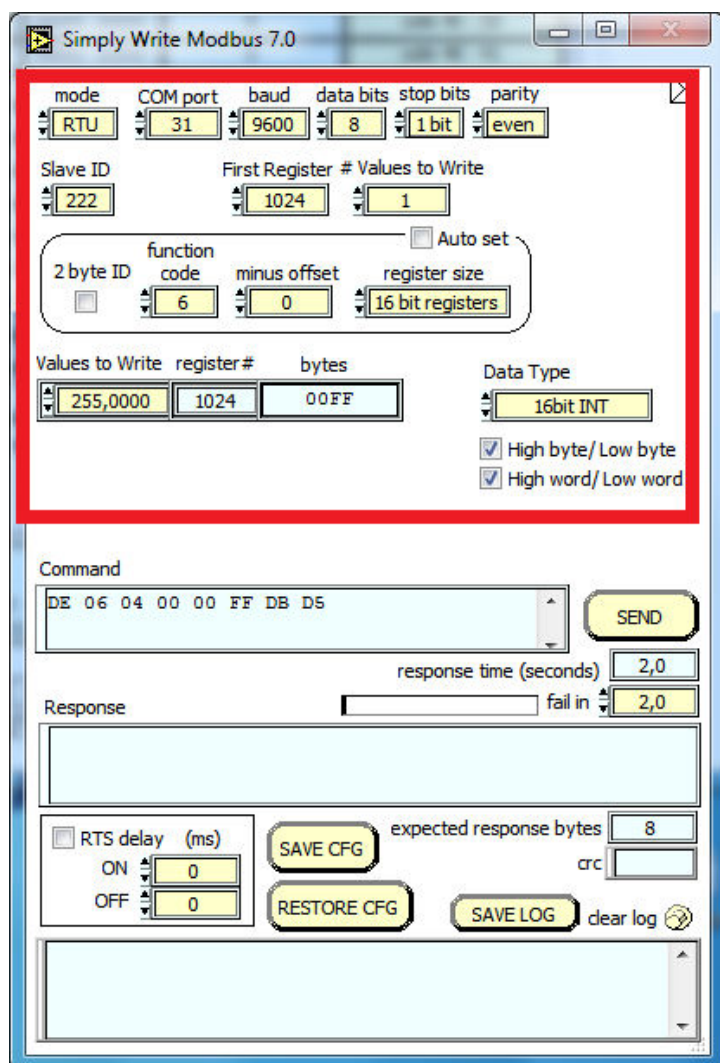 Simply Write Modbus 7.0
mode COM port baud data bits stop bits parity
RTU 31 9600 8 1 bit even
Slave ID First Register # Values to Write
222 1024 1
Auto set
2 byte ID function code minus offset register size
6 0 16 bit registers
Values to Write register# bytes
255,0000 1024 00FF
Data Type
16bit INT
High byte/ Low byte
High word/ Low word
Command
DE 06 04 00 00 FF DB D5
SEND
response time (seconds) 2,0
Response fail in 2,0
RTS delay (ms)
ON 0
OFF 0
SAVE CFG
RESTORE CFG
expected response bytes 8
crc
SAVE LOG clear log